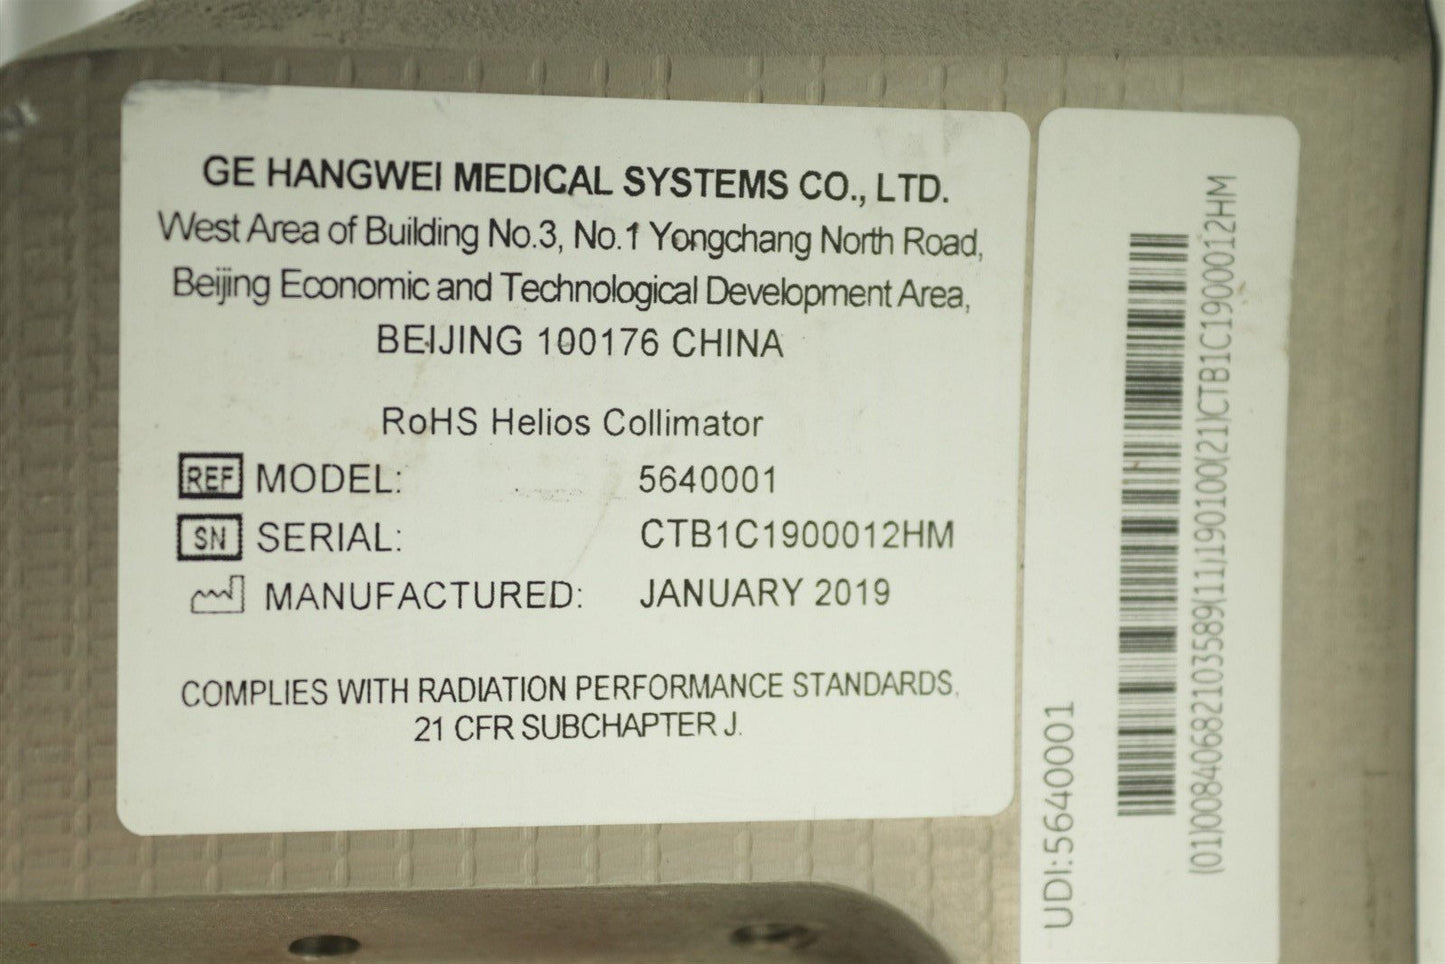 GE HANGWEI MEDICAL SYSTEMS CO., LTD.
West Area of Building No.3, No.1 Yongchang North Road,
Beijing Economic and Technological Development Area,
BEIJING 100176 CHINA
RoHS Helios Collimator
REF MODEL: 5640001
SN SERIAL: CTB1C1900012HM
MANUFACTURED: JANUARY 2019
COMPLIES WITH RADIATION PERFORMANCE STANDARDS,
21 CFR SUBCHAPTER J.
UDI:5640001
(01)00840682103589(11)190100(21)CTB1C1900012HM